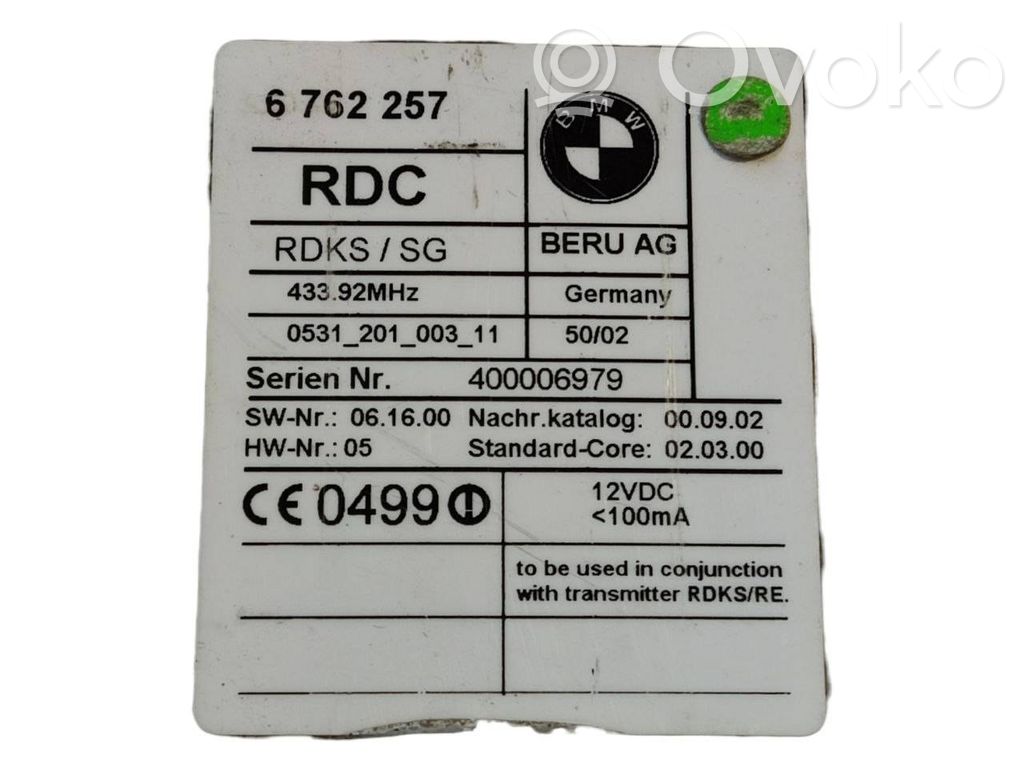 Ovoko
6 762 257
BMW
RDC
RDKS / SG
BERU AG
433.92MHz
Germany
0531_201_003_11
50/02
Serien Nr. 400006979
SW-Nr.: 06.16.00 Nachr.katalog: 00.09.02
HW-Nr.: 05 Standard-Core: 02.03.00
CE 0499
12VDC
<100mA
to be used in conjunction
with transmitter RDKS/RE.